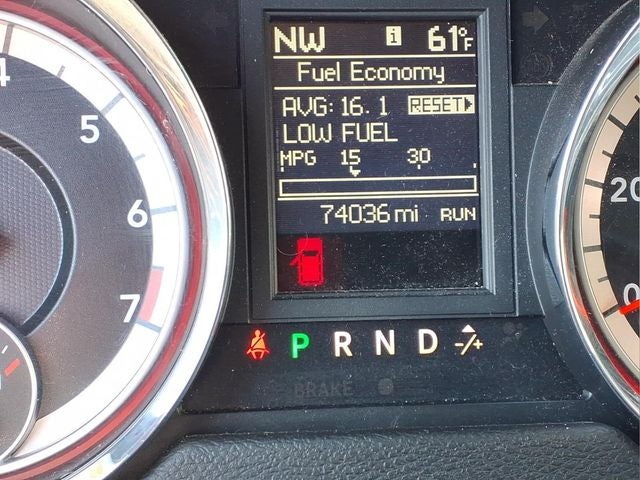 NW i 61°F
Fuel Economy
AVG: 16.1 RESET
LOW FUEL
MPG 15 30
74036 mi RUN
P R N D -/+
BRAKE
4
5
6
7
20
0